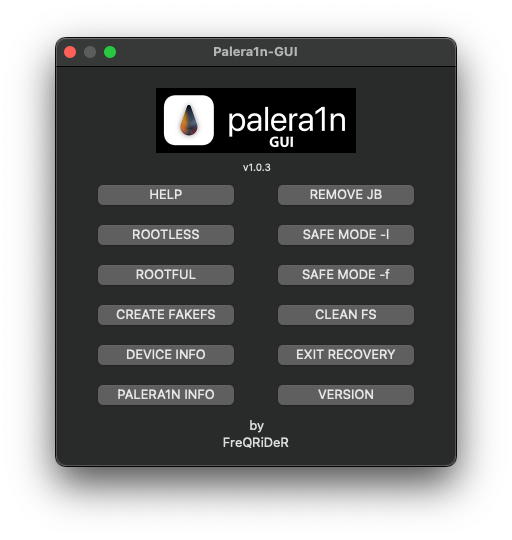 Palera1n-GUI
palera1n
GUI
v1.0.3
HELP
REMOVE JB
ROOTLESS
SAFE MODE -l
ROOTFUL
SAFE MODE -f
CREATE FAKEFS
CLEAN FS
DEVICE INFO
EXIT RECOVERY
PALERA1N INFO
VERSION
by
FreQRiDeR